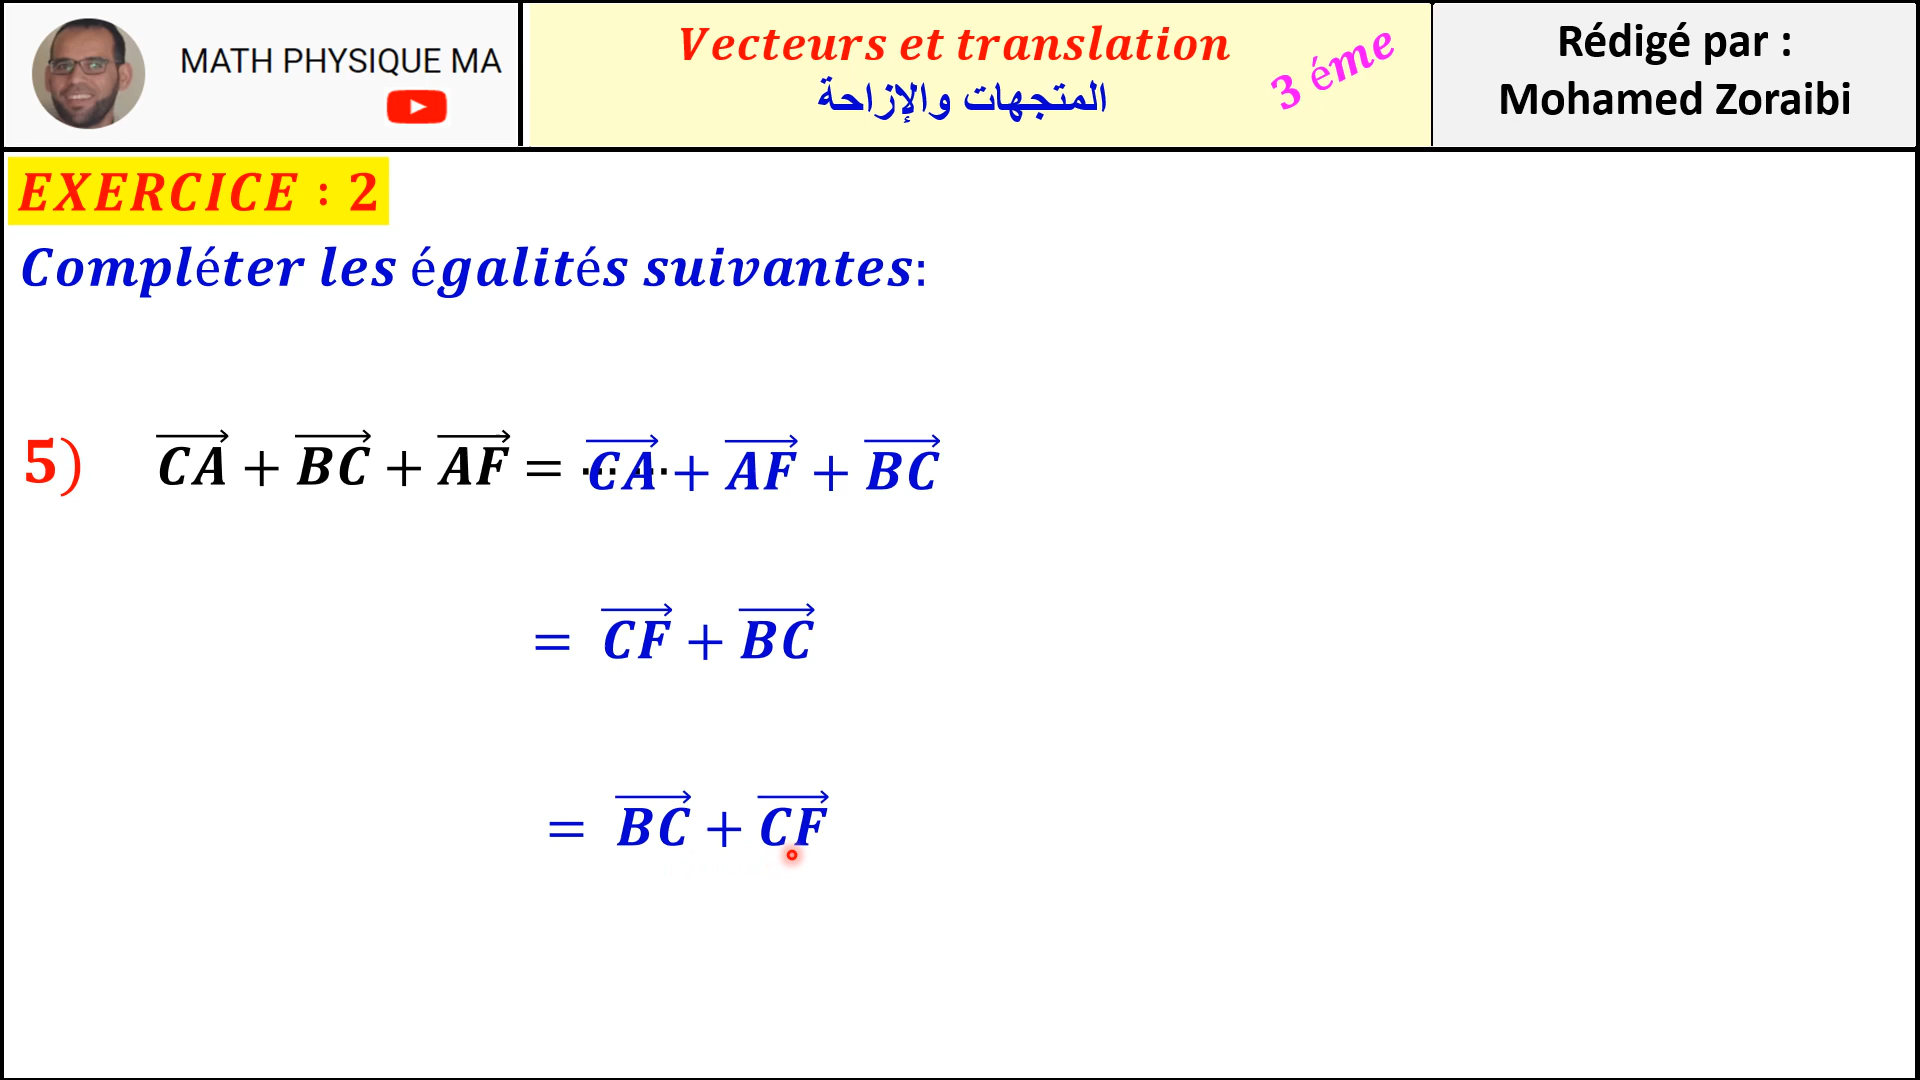 MATH PHYSIQUE MA
Vecteurs et translation
المتجهات والإزاحة
3 éme
Rédigé par :
Mohamed Zoraibi
EXERCICE : 2
Compléter les égalités suivantes:
5) CA⃗ + BC⃗ + AF⃗ = ...... CA⃗ + AF⃗ + BC⃗
= CF⃗ + BC⃗
= BC⃗ + CF⃗